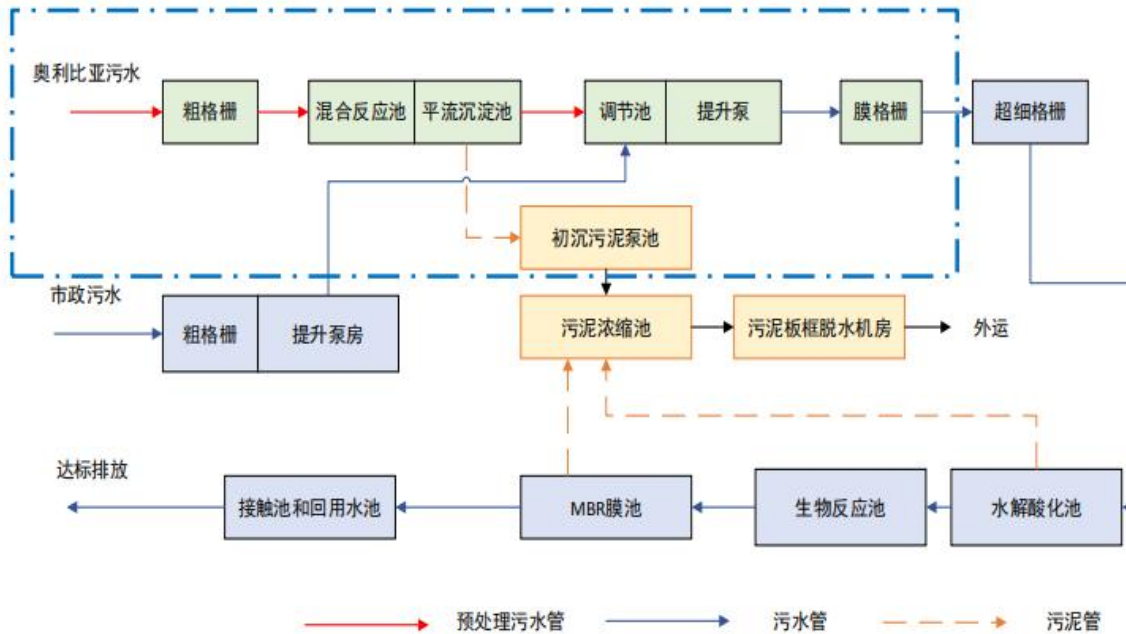 奥利比亚污水
粗格栅
混合反应池
平流沉淀池
调节池
提升泵
膜格栅
超细格栅
初沉污泥泵池
市政污水
粗格栅
提升泵房
污泥浓缩池
污泥板框脱水机房
外运
达标排放
接触池和回用水池
MBR膜池
生物反应池
水解酸化池
预处理污水管
污水管
污泥管